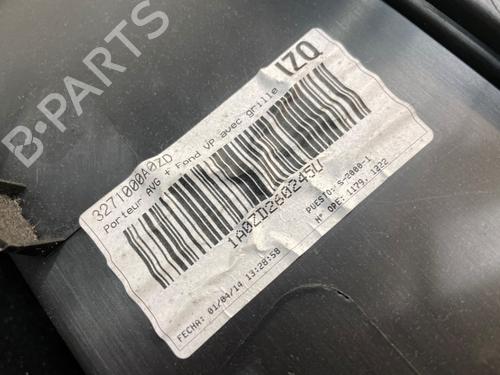 B-PARTS
IZQ
3271000A0ZD
Porteur AVG + Fond VP avec grille
1A0ZD260245U
PUESTO: S-2000-1
Nº OPE: 1179, 1222
FECHA: 01/04/14 13:28:58